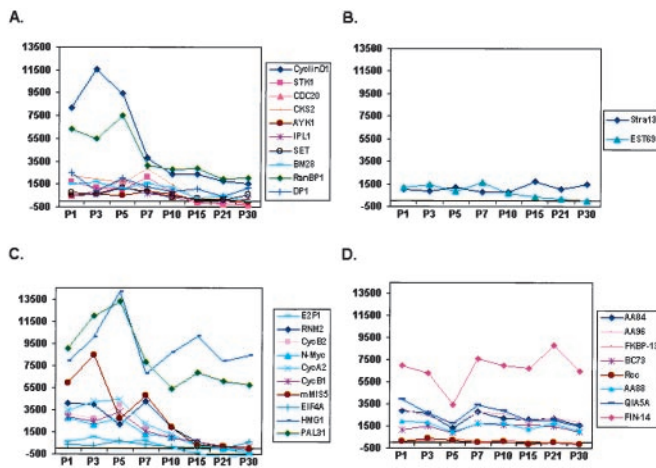 A.
B.
13500
11500
9500
7500
5500
3500
1500
-500
P1 P3 P5 P7 P10 P15 P21 P30
CyclinD1
STK1
CDC20
CKS2
AYK1
IPL1
SET
BM28
RanBP1
DP1
13500
11500
9500
7500
5500
3500
1500
-500
P1 P3 P5 P7 P10 P15 P21 P30
Stra13
EST69
C.
D.
13500
11500
9500
7500
5500
3500
1500
-500
P1 P3 P5 P7 P10 P15 P21 P30
E2F1
RNM2
CycB2
N-Myc
CycA2
CycB1
mMIS5
EIF4A
HMG1
PAL31
13500
11500
9500
7500
5500
3500
1500
-500
P1 P3 P5 P7 P10 P15 P21 P30
AA84
AA96
FKBP-13
BC73
Roc
AA88
QIA5A
FIN-14